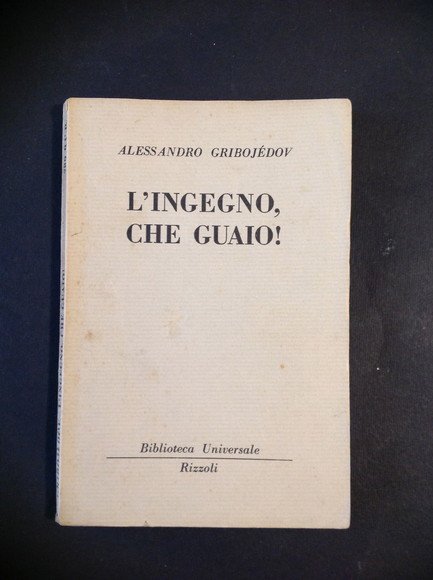 ALESSANDRO GRIBOJÉDOV
L'INGEGNO,
CHE GUAIO!
Biblioteca Universale
Rizzoli